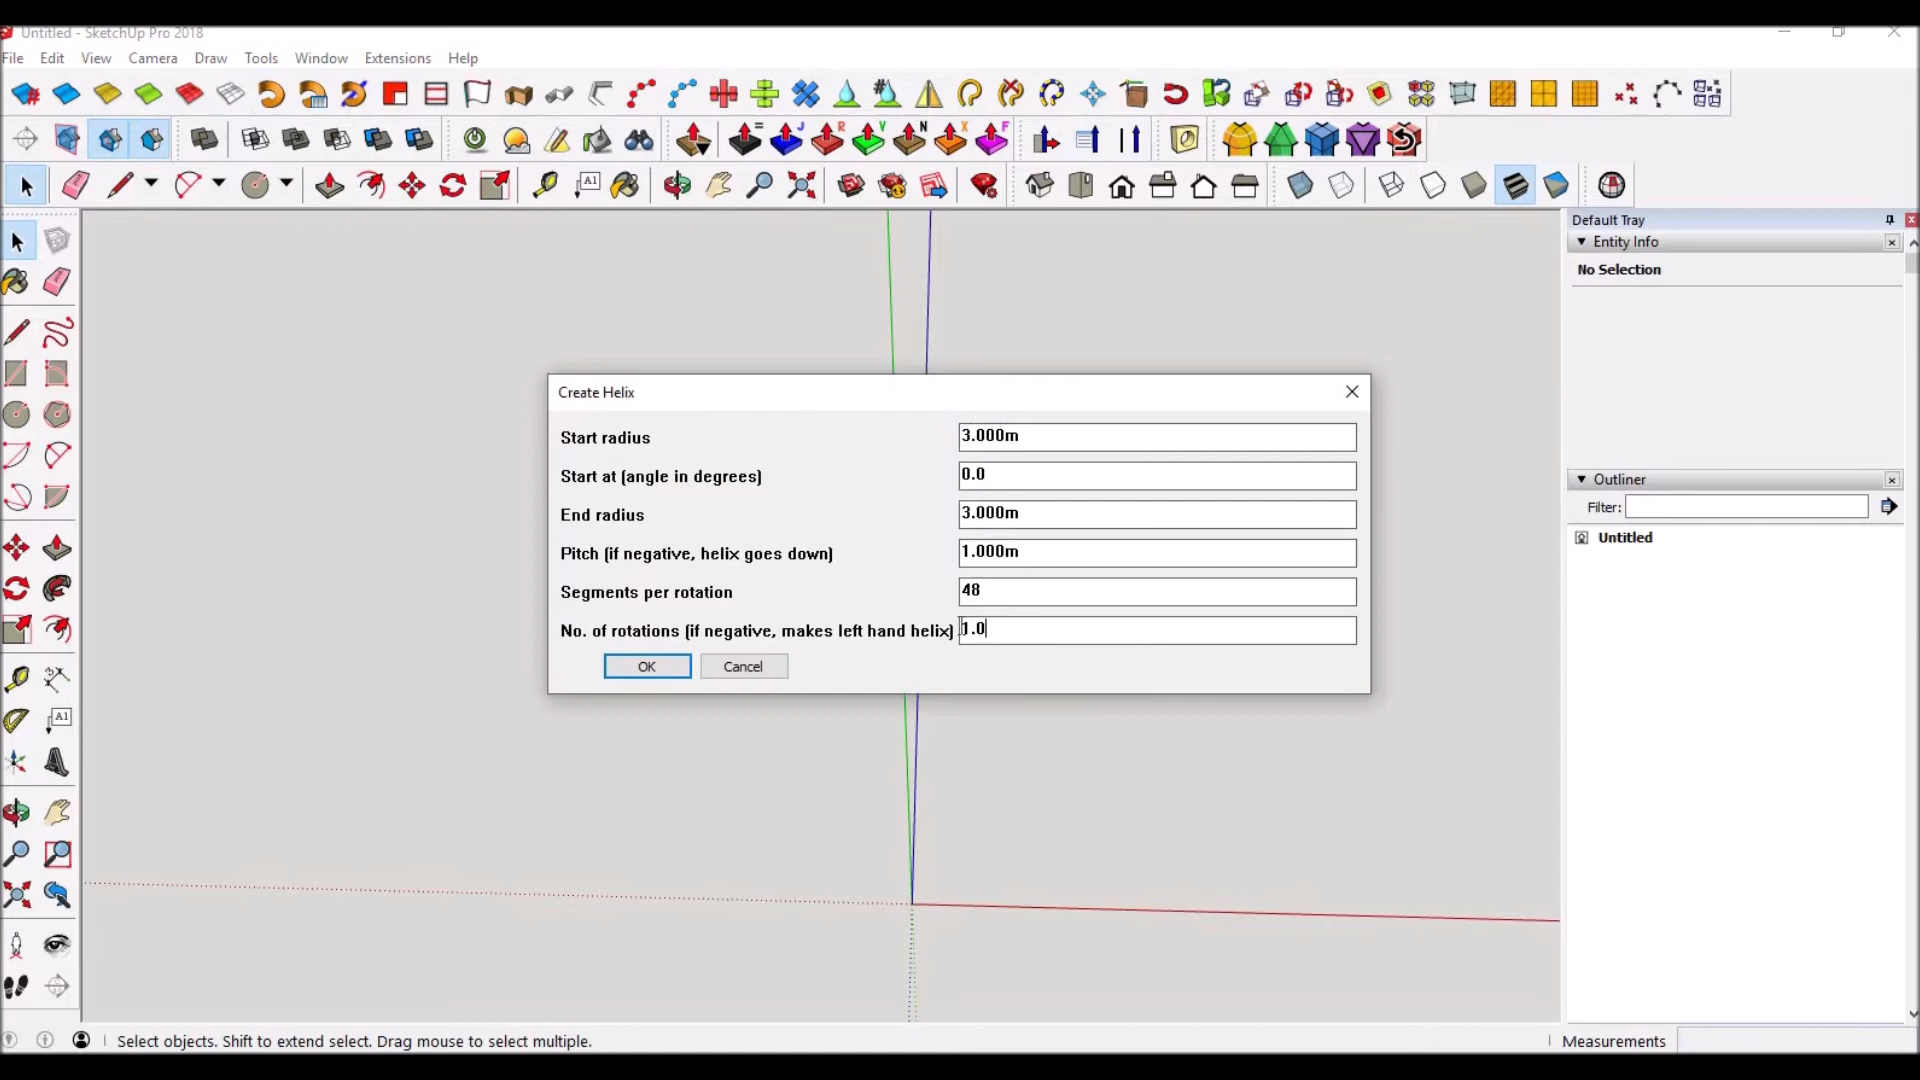 Untitled - SketchUp Pro 2018
File Edit View Camera Draw Tools Window Extensions Help
= J R V N X F
A1
Default Tray
Entity Info
No Selection
Create Helix
Start radius 3.000m
Start at (angle in degrees) 0.0
End radius 3.000m
Pitch (if negative, helix goes down) 1.000m
Segments per rotation 48
No. of rotations (if negative, makes left hand helix) 1.0
OK Cancel
Outliner
Filter:
Untitled
A1
Select objects. Shift to extend select. Drag mouse to select multiple.
Measurements